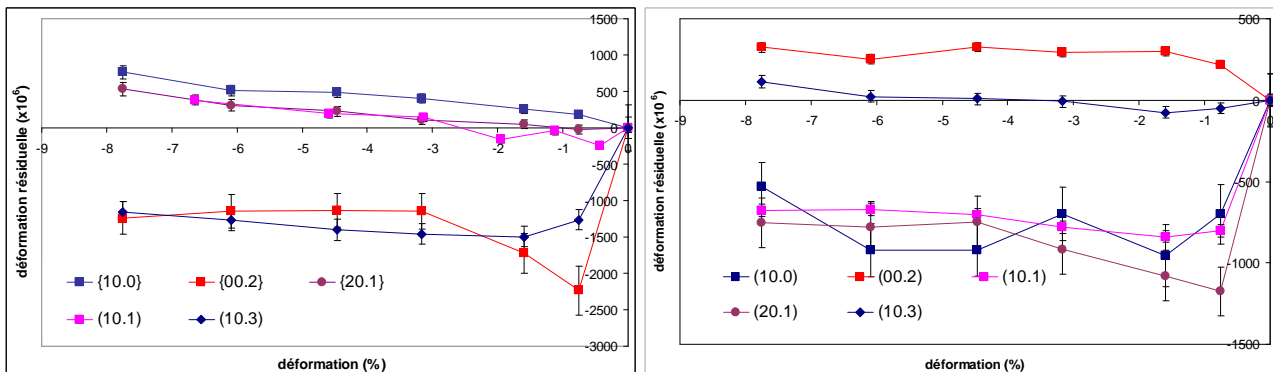 1500
1000
500
0
-9 -8 -7 -6 -5 -4 -3 -2 -1 0
-500
-1000
-1500
-2000
-2500
-3000
déformation résiduelle (x10⁶)
{10.0} {00.2} {20.1}
(10.1) (10.3)
déformation (%)
500
0
-9 -8 -7 -6 -5 -4 -3 -2 -1 0
-500
-1000
-1500
déformation résiduelle (x10⁶)
(10.0) (00.2) (10.1)
(20.1) (10.3)
déformation (%)